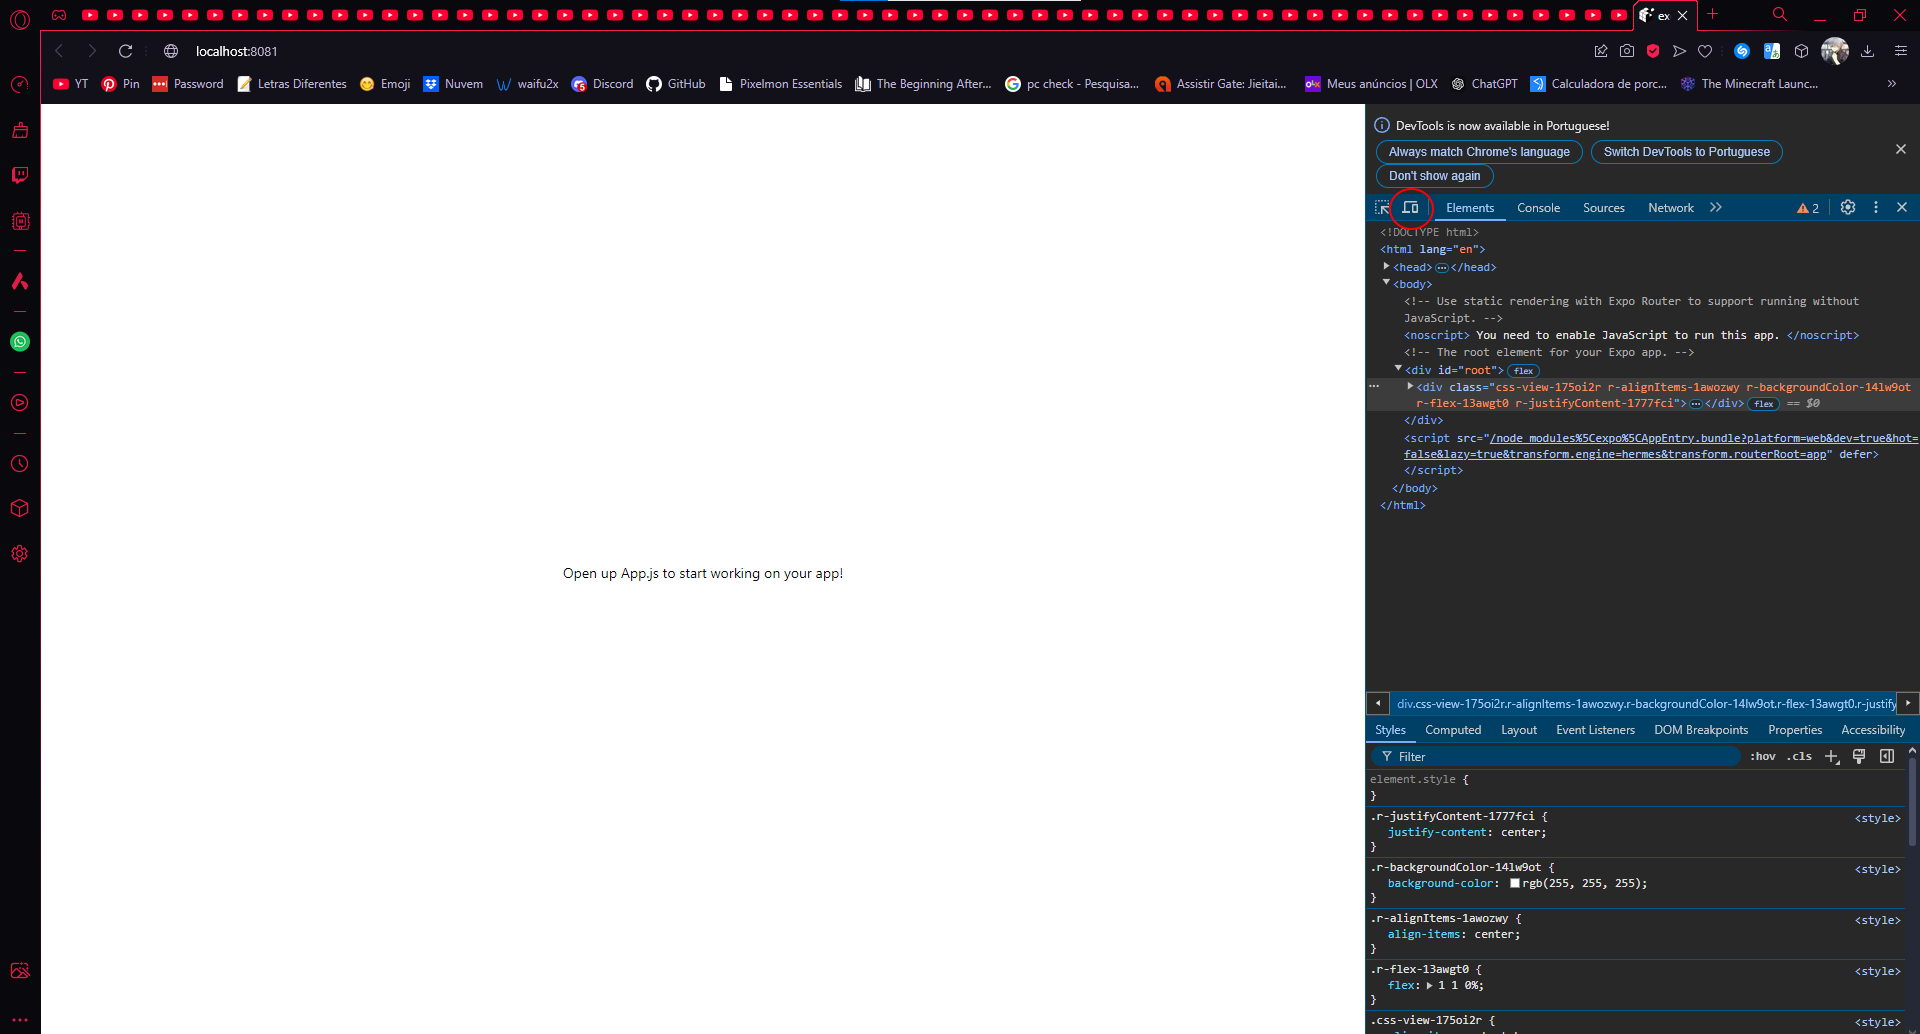 ex
localhost:8081
YT Pin Password Letras Diferentes Emoji Nuvem waifu2x Discord GitHub Pixelmon Essentials The Beginning After... pc check - Pesquisa... Assistir Gate: Jieitai... Meus anúncios | OLX ChatGPT Calculadora de porc... The Minecraft Launc... »
DevTools is now available in Portuguese!
Always match Chrome's language Switch DevTools to Portuguese
Don't show again
Elements Console Sources Network 2
<!DOCTYPE html>
<html lang="en">
<head> ••• </head>
<body>
<!-- Use static rendering with Expo Router to support running without
JavaScript. -->
<noscript> You need to enable JavaScript to run this app. </noscript>
<!-- The root element for your Expo app. -->
<div id="root"> flex
<div class="css-view-175oi2r r-alignItems-1awozwy r-backgroundColor-14lw9ot
r-flex-13awgt0 r-justifyContent-1777fci"> ••• </div> flex == $0
</div>
<script src="/node_modules%5Cexpo%5CAppEntry.bundle?platform=web&dev=true&hot=
false&lazy=true&transform.engine=hermes&transform.routerRoot=app" defer>
</script>
</body>
</html>
Open up App.js to start working on your app!
div.css-view-175oi2r.r-alignItems-1awozwy.r-backgroundColor-14lw9ot.r-flex-13awgt0.r-justify
Styles Computed Layout Event Listeners DOM Breakpoints Properties Accessibility
Filter :hov .cls
element.style {
}
.r-justifyContent-1777fci { <style>
justify-content: center;
}
.r-backgroundColor-14lw9ot { <style>
background-color: rgb(255, 255, 255);
}
.r-alignItems-1awozwy { <style>
align-items: center;
}
.r-flex-13awgt0 { <style>
flex: 1 1 0%;
}
.css-view-175oi2r { <style>